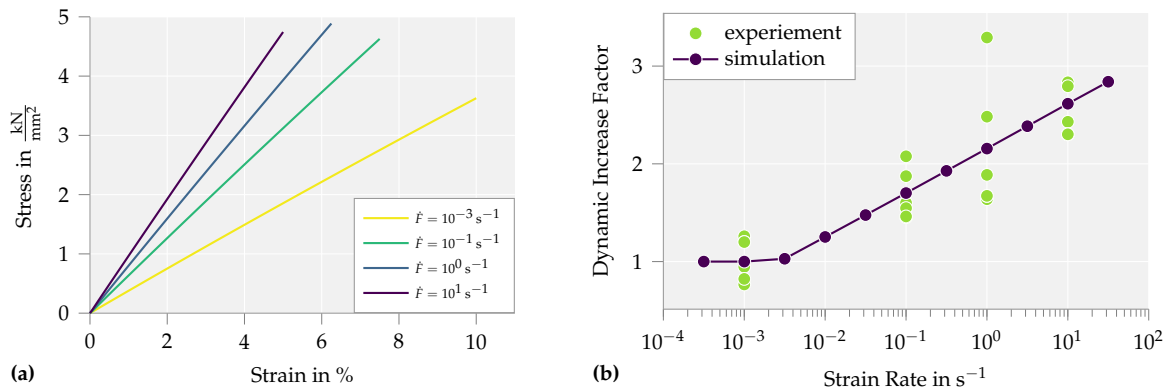 5
4
3
2
1
0
0 2 4 6 8 10
Stress in kN/mm²
Strain in %
Ḟ = 10⁻³ s⁻¹
Ḟ = 10⁻¹ s⁻¹
Ḟ = 10⁰ s⁻¹
Ḟ = 10¹ s⁻¹
(a)
experiement
simulation
3
2
1
10⁻⁴ 10⁻³ 10⁻² 10⁻¹ 10⁰ 10¹ 10²
Dynamic Increase Factor
Strain Rate in s⁻¹
(b)